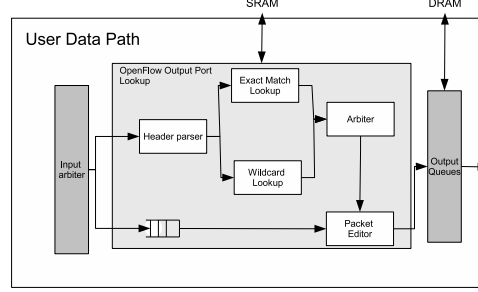 SRAM
DRAM
User Data Path
OpenFlow Output Port
Lookup
Exact Match
Lookup
Header parser
Arbiter
Input
arbiter
Wildcard
Lookup
Output
Queues
Packet
Editor